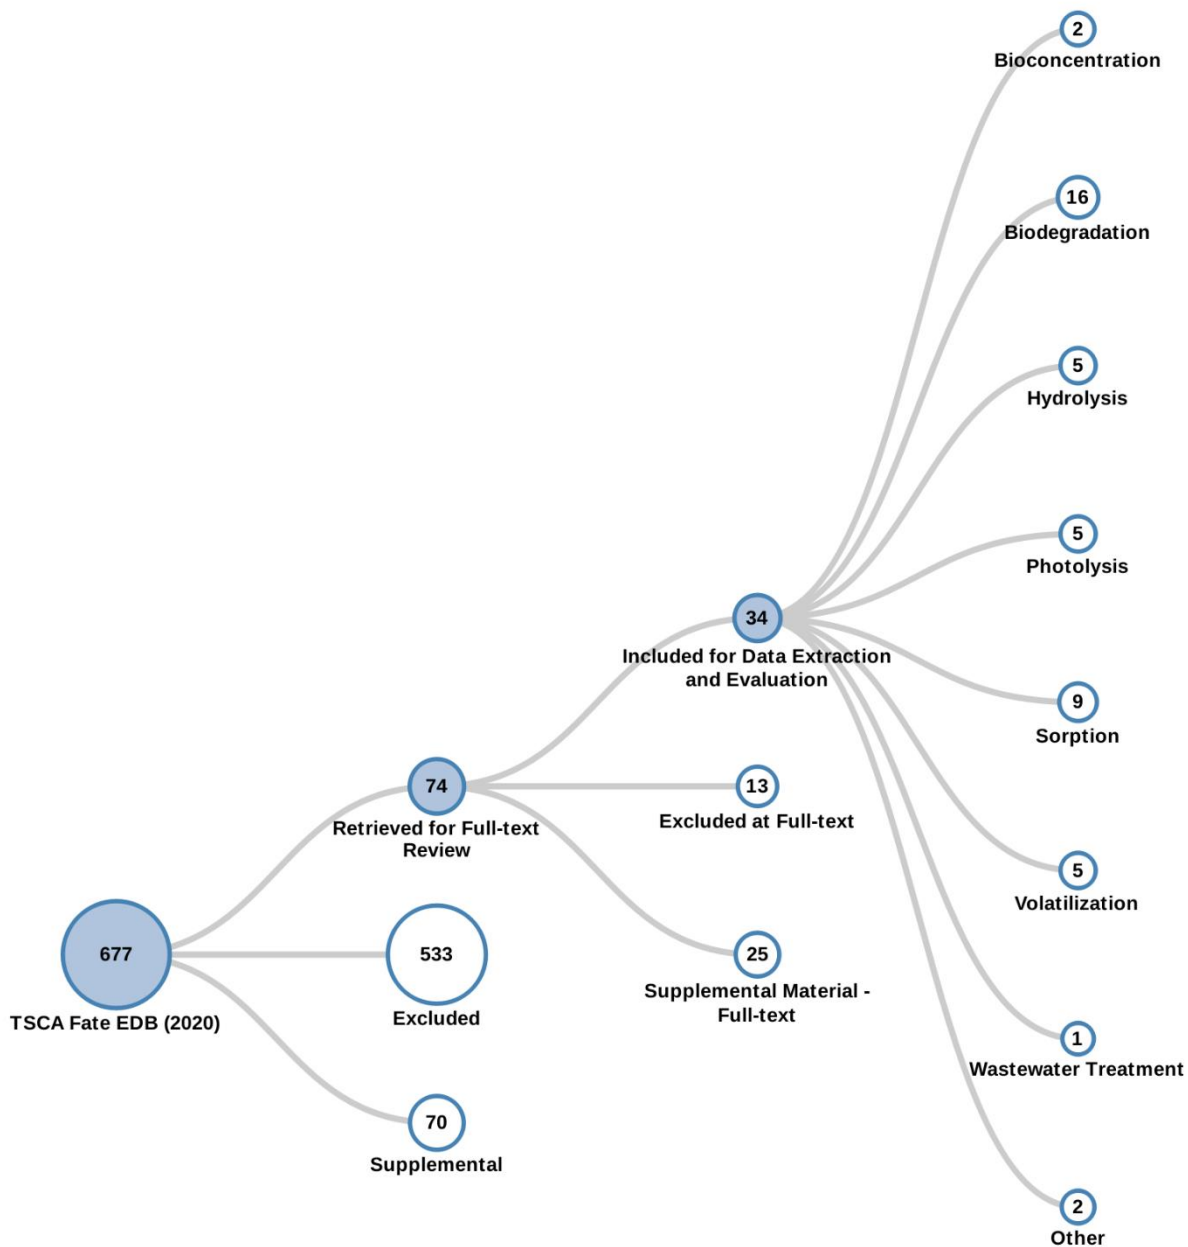 2
Bioconcentration
16
Biodegradation
5
Hydrolysis
5
Photolysis
34
Included for Data Extraction
and Evaluation
9
Sorption
74
Retrieved for Full-text
Review
13
Excluded at Full-text
5
Volatilization
677
TSCA Fate EDB (2020)
533
Excluded
25
Supplemental Material -
Full-text
1
Wastewater Treatment
70
Supplemental
2
Other